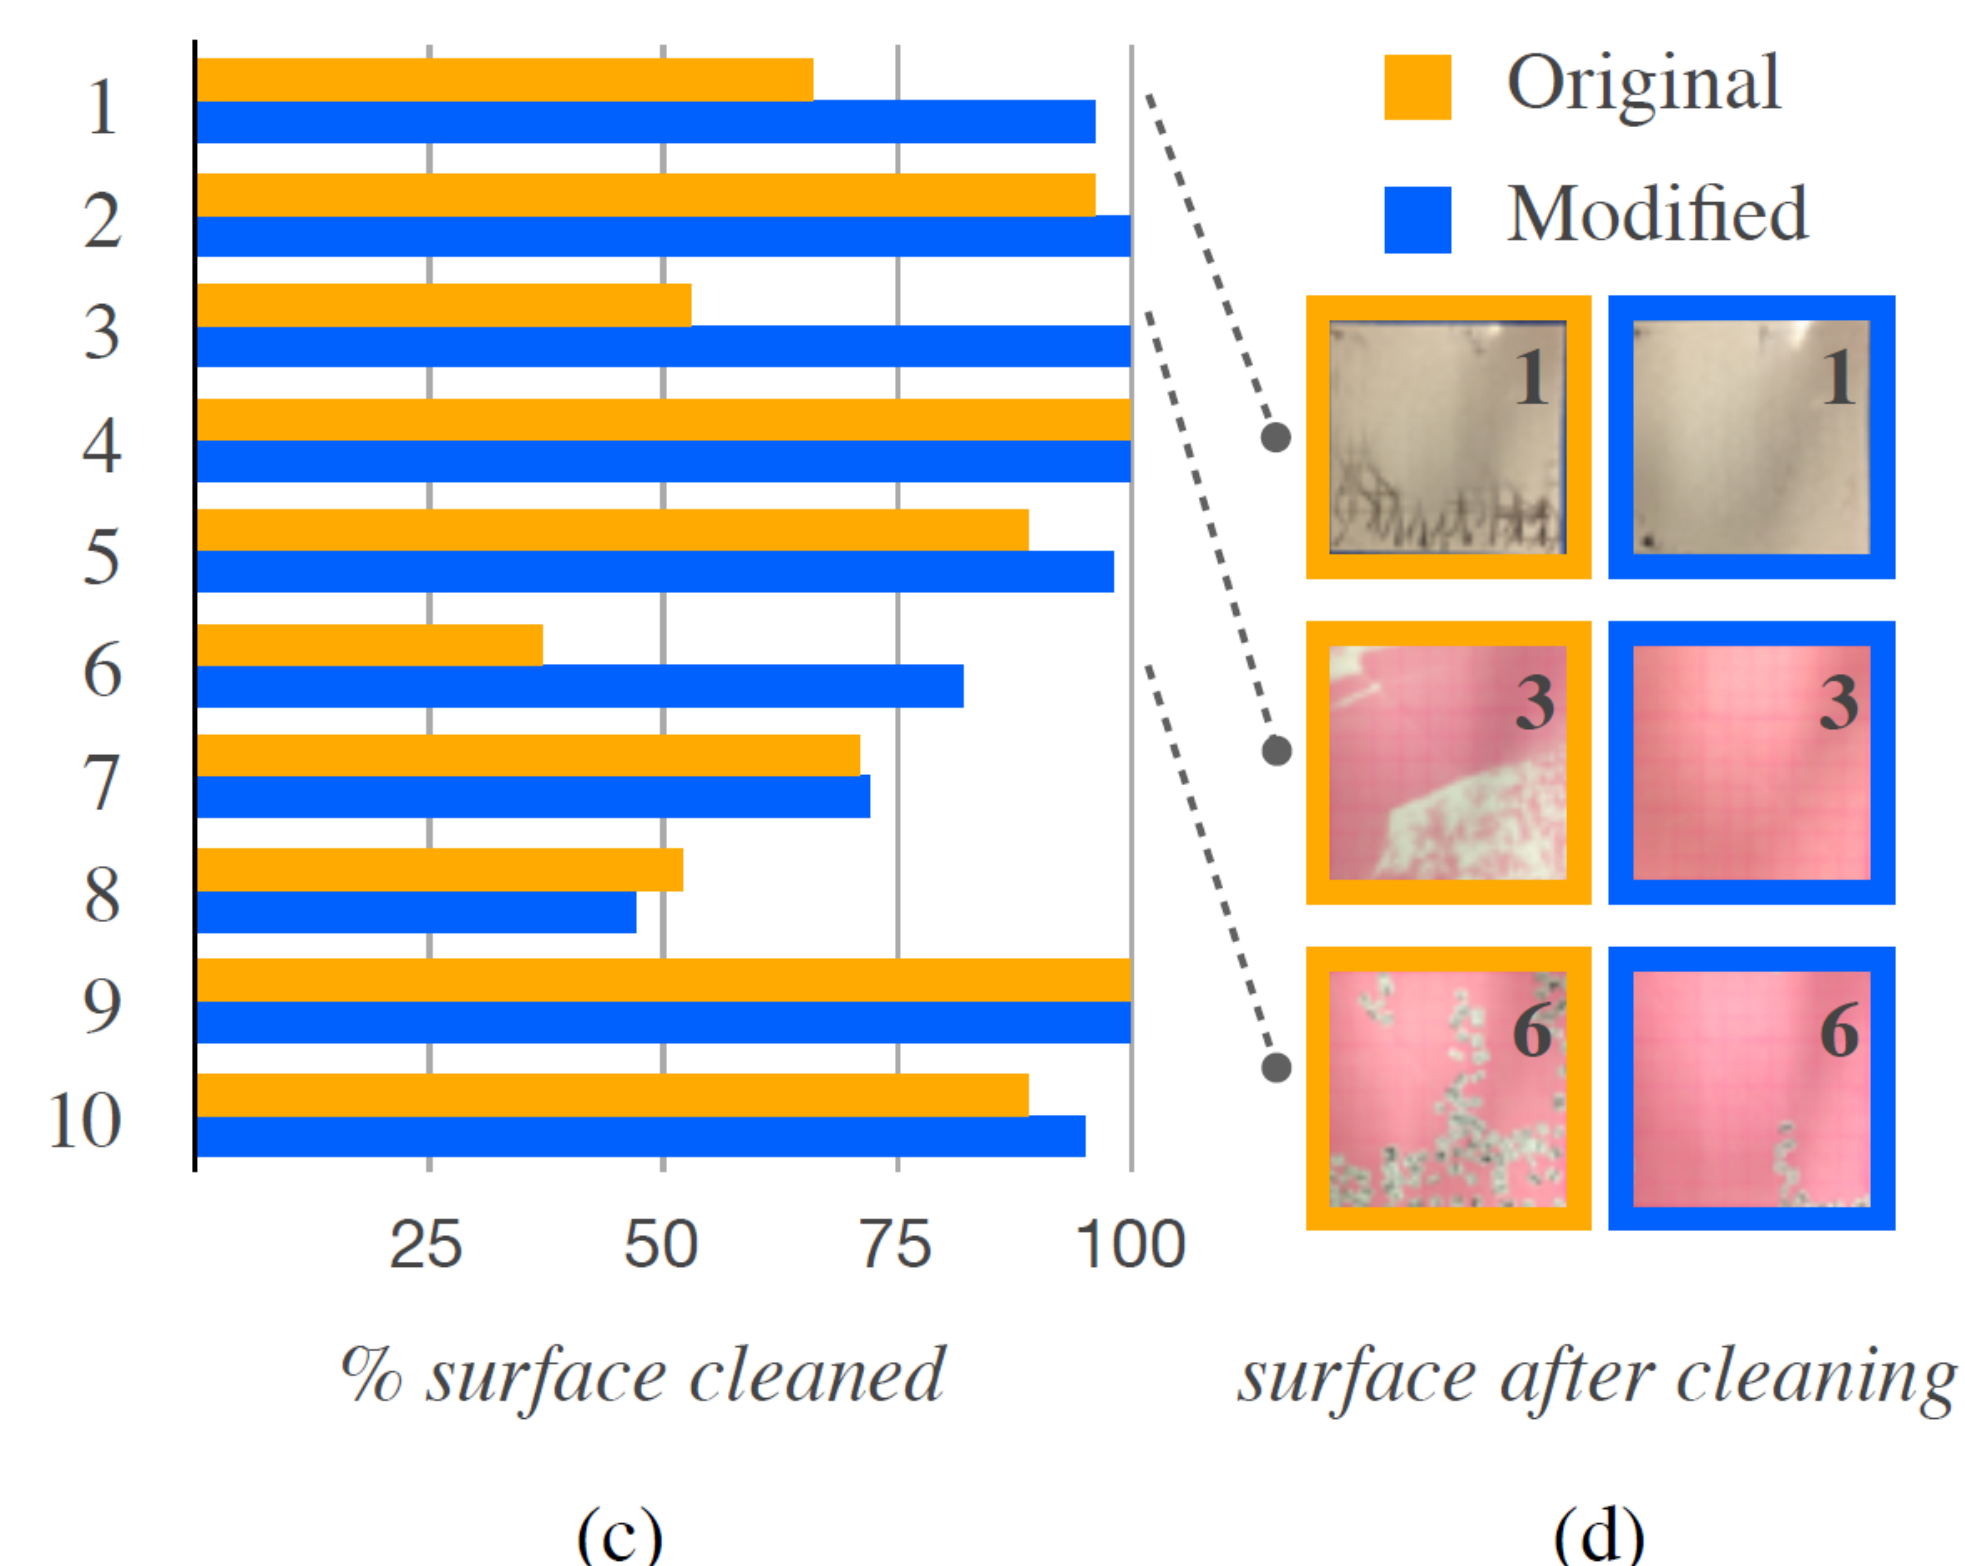 1
2
3
4
5
6
7
8
9
10
25 50 75 100
% surface cleaned
(c)
Original
Modified
1 1
3 3
6 6
surface after cleaning
(d)